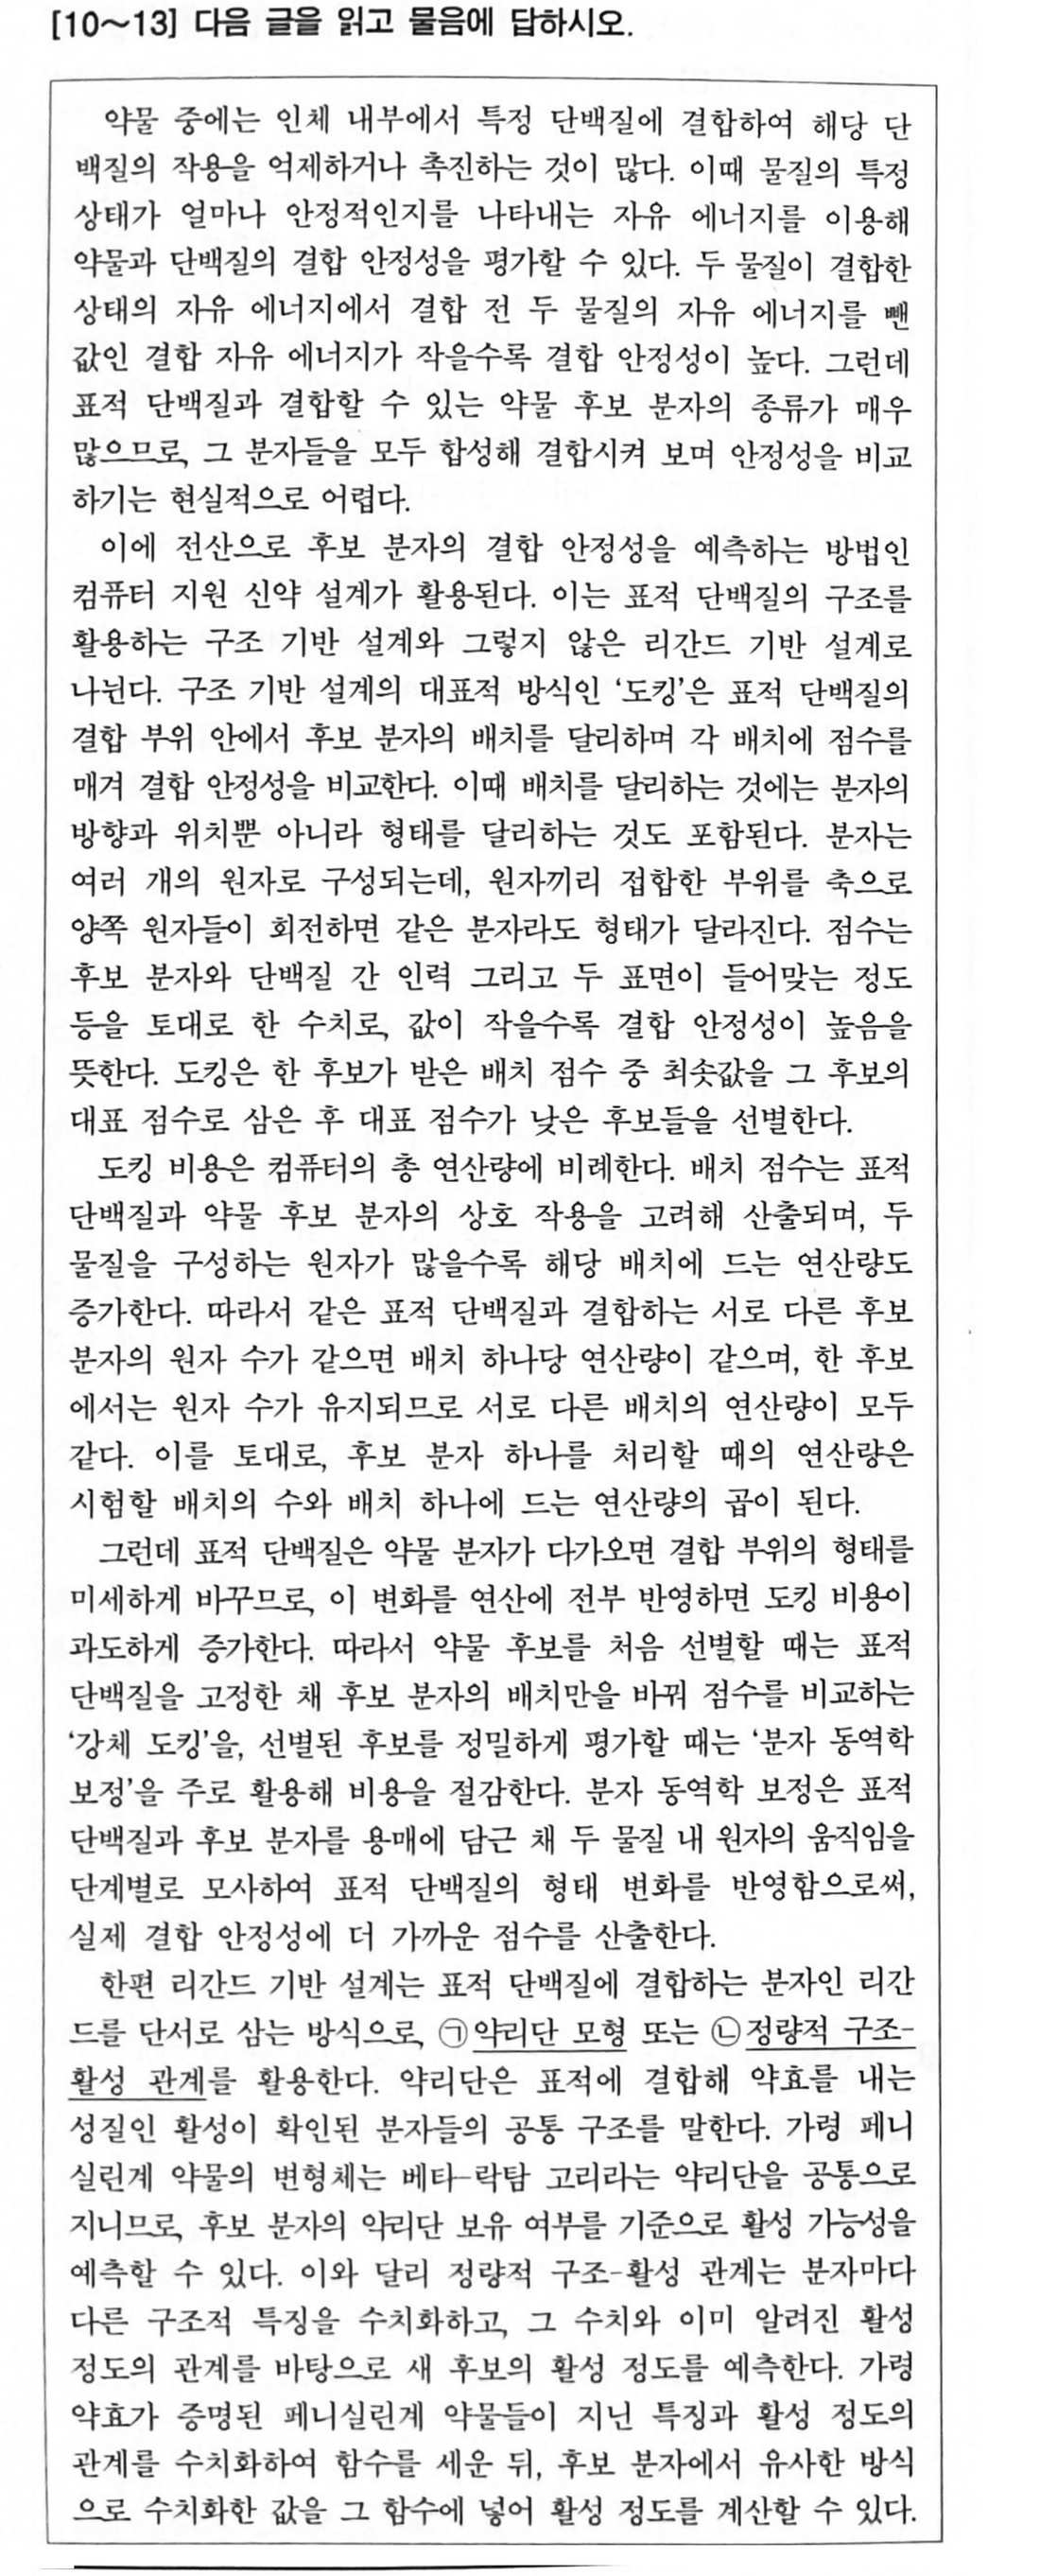 [10～13] 다음 글을 읽고 물음에 답하시오.
약물 중에는 인체 내부에서 특정 단백질에 결합하여 해당 단
백질의 작용을 억제하거나 촉진하는 것이 많다. 이때 물질의 특정
상태가 얼마나 안정적인지를 나타내는 자유 에너지를 이용해
약물과 단백질의 결합 안정성을 평가할 수 있다. 두 물질이 결합한
상태의 자유 에너지에서 결합 전 두 물질의 자유 에너지를 뺀
값인 결합 자유 에너지가 작을수록 결합 안정성이 높다. 그런데
표적 단백질과 결합할 수 있는 약물 후보 분자의 종류가 매우
많으므로, 그 분자들을 모두 합성해 결합시켜 보며 안정성을 비교
하기는 현실적으로 어렵다.
이에 전산으로 후보 분자의 결합 안정성을 예측하는 방법인
컴퓨터 지원 신약 설계가 활용된다. 이는 표적 단백질의 구조를
활용하는 구조 기반 설계와 그렇지 않은 리간드 기반 설계로
나뉜다. 구조 기반 설계의 대표적 방식인 ‘도킹’은 표적 단백질의
결합 부위 안에서 후보 분자의 배치를 달리하며 각 배치에 점수를
매겨 결합 안정성을 비교한다. 이때 배치를 달리하는 것에는 분자의
방향과 위치뿐 아니라 형태를 달리하는 것도 포함된다. 분자는
여러 개의 원자로 구성되는데, 원자끼리 접합한 부위를 축으로
양쪽 원자들이 회전하면 같은 분자라도 형태가 달라진다. 점수는
후보 분자와 단백질 간 인력 그리고 두 표면이 들어맞는 정도
등을 토대로 한 수치로, 값이 작을수록 결합 안정성이 높음을
뜻한다. 도킹은 한 후보가 받은 배치 점수 중 최솟값을 그 후보의
대표 점수로 삼은 후 대표 점수가 낮은 후보들을 선별한다.
도킹 비용은 컴퓨터의 총 연산량에 비례한다. 배치 점수는 표적
단백질과 약물 후보 분자의 상호 작용을 고려해 산출되며, 두
물질을 구성하는 원자가 많을수록 해당 배치에 드는 연산량도
증가한다. 따라서 같은 표적 단백질과 결합하는 서로 다른 후보
분자의 원자 수가 같으면 배치 하나당 연산량이 같으며, 한 후보
에서는 원자 수가 유지되므로 서로 다른 배치의 연산량이 모두
같다. 이를 토대로, 후보 분자 하나를 처리할 때의 연산량은
시험할 배치의 수와 배치 하나에 드는 연산량의 곱이 된다.
그런데 표적 단백질은 약물 분자가 다가오면 결합 부위의 형태를
미세하게 바꾸므로, 이 변화를 연산에 전부 반영하면 도킹 비용이
과도하게 증가한다. 따라서 약물 후보를 처음 선별할 때는 표적
단백질을 고정한 채 후보 분자의 배치만을 바꿔 점수를 비교하는
‘강체 도킹’을, 선별된 후보를 정밀하게 평가할 때는 ‘분자 동역학
보정’을 주로 활용해 비용을 절감한다. 분자 동역학 보정은 표적
단백질과 후보 분자를 용매에 담근 채 두 물질 내 원자의 움직임을
단계별로 모사하여 표적 단백질의 형태 변화를 반영함으로써,
실제 결합 안정성에 더 가까운 점수를 산출한다.
한편 리간드 기반 설계는 표적 단백질에 결합하는 분자인 리간
드를 단서로 삼는 방식으로, ㉠약리단 모형 또는 ㉡정량적 구조-
활성 관계를 활용한다. 약리단은 표적에 결합해 약효를 내는
성질인 활성이 확인된 분자들의 공통 구조를 말한다. 가령 페니
실린계 약물의 변형체는 베타-락탐 고리라는 약리단을 공통으로
지니므로, 후보 분자의 약리단 보유 여부를 기준으로 활성 가능성을
예측할 수 있다. 이와 달리 정량적 구조-활성 관계는 분자마다
다른 구조적 특징을 수치화하고, 그 수치와 이미 알려진 활성
정도의 관계를 바탕으로 새 후보의 활성 정도를 예측한다. 가령
약효가 증명된 페니실린계 약물들이 지닌 특징과 활성 정도의
관계를 수치화하여 함수를 세운 뒤, 후보 분자에서 유사한 방식
으로 수치화한 값을 그 함수에 넣어 활성 정도를 계산할 수 있다.